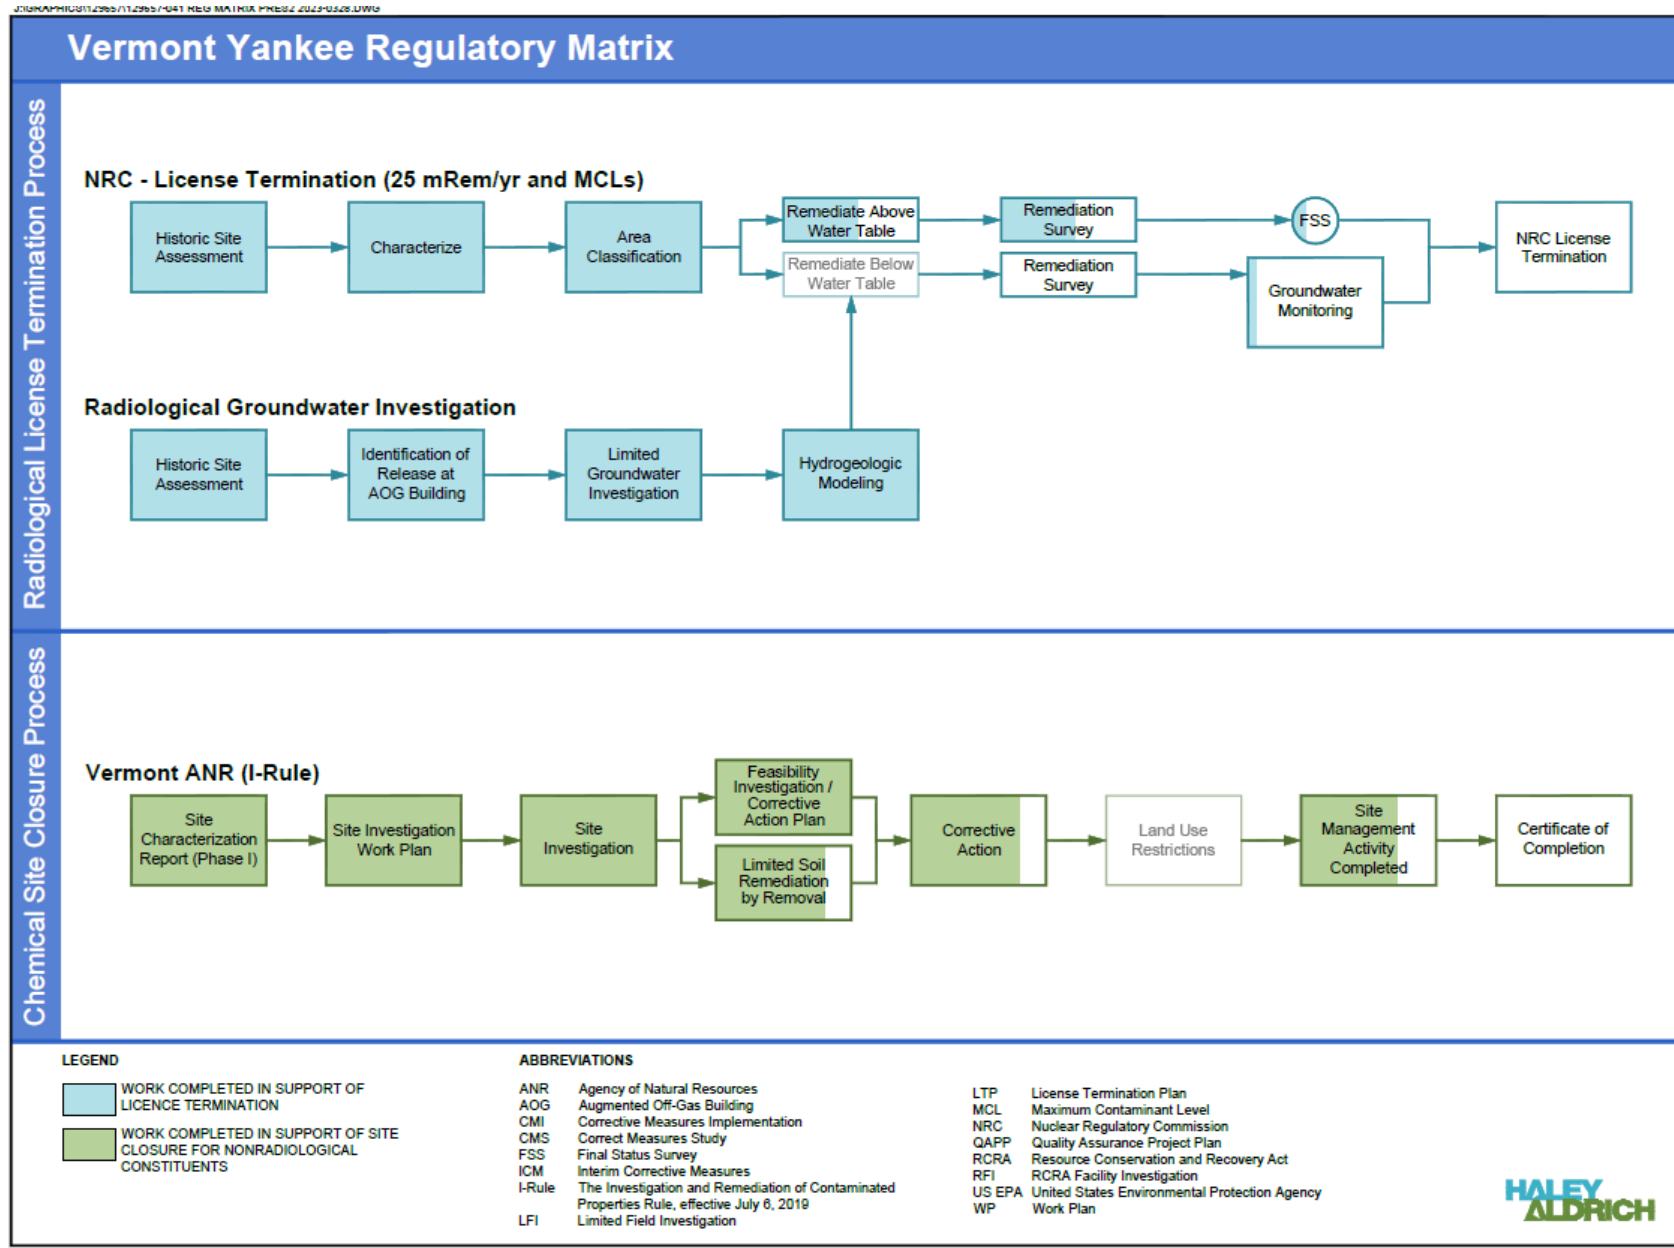 J:\GRAPHICS\129657\129657-041 REG MATRIX PRES2 2023-0328.DWG
Vermont Yankee Regulatory Matrix
Radiological License Termination Process
NRC - License Termination (25 mRem/yr and MCLs)
Historic Site
Assessment
Characterize
Area
Classification
Remediate Above
Water Table
Remediate Below
Water Table
Remediation
Survey
Remediation
Survey
FSS
Groundwater
Monitoring
NRC License
Termination
Radiological Groundwater Investigation
Historic Site
Assessment
Identification of
Release at
AOG Building
Limited
Groundwater
Investigation
Hydrogeologic
Modeling
Chemical Site Closure Process
Vermont ANR (I-Rule)
Site
Characterization
Report (Phase I)
Site Investigation
Work Plan
Site
Investigation
Feasibility
Investigation /
Corrective
Action Plan
Limited Soil
Remediation
by Removal
Corrective
Action
Land Use
Restrictions
Site
Management
Activity
Completed
Certificate of
Completion
LEGEND
WORK COMPLETED IN SUPPORT OF
LICENCE TERMINATION
WORK COMPLETED IN SUPPORT OF SITE
CLOSURE FOR NONRADIOLOGICAL
CONSTITUENTS
ABBREVIATIONS
ANR Agency of Natural Resources
AOG Augmented Off-Gas Building
CMI Corrective Measures Implementation
CMS Correct Measures Study
FSS Final Status Survey
ICM Interim Corrective Measures
I-Rule The Investigation and Remediation of Contaminated
Properties Rule, effective July 6, 2019
LFI Limited Field Investigation
LTP License Termination Plan
MCL Maximum Contaminant Level
NRC Nuclear Regulatory Commission
QAPP Quality Assurance Project Plan
RCRA Resource Conservation and Recovery Act
RFI RCRA Facility Investigation
US EPA United States Environmental Protection Agency
WP Work Plan
HALEY
ALDRICH